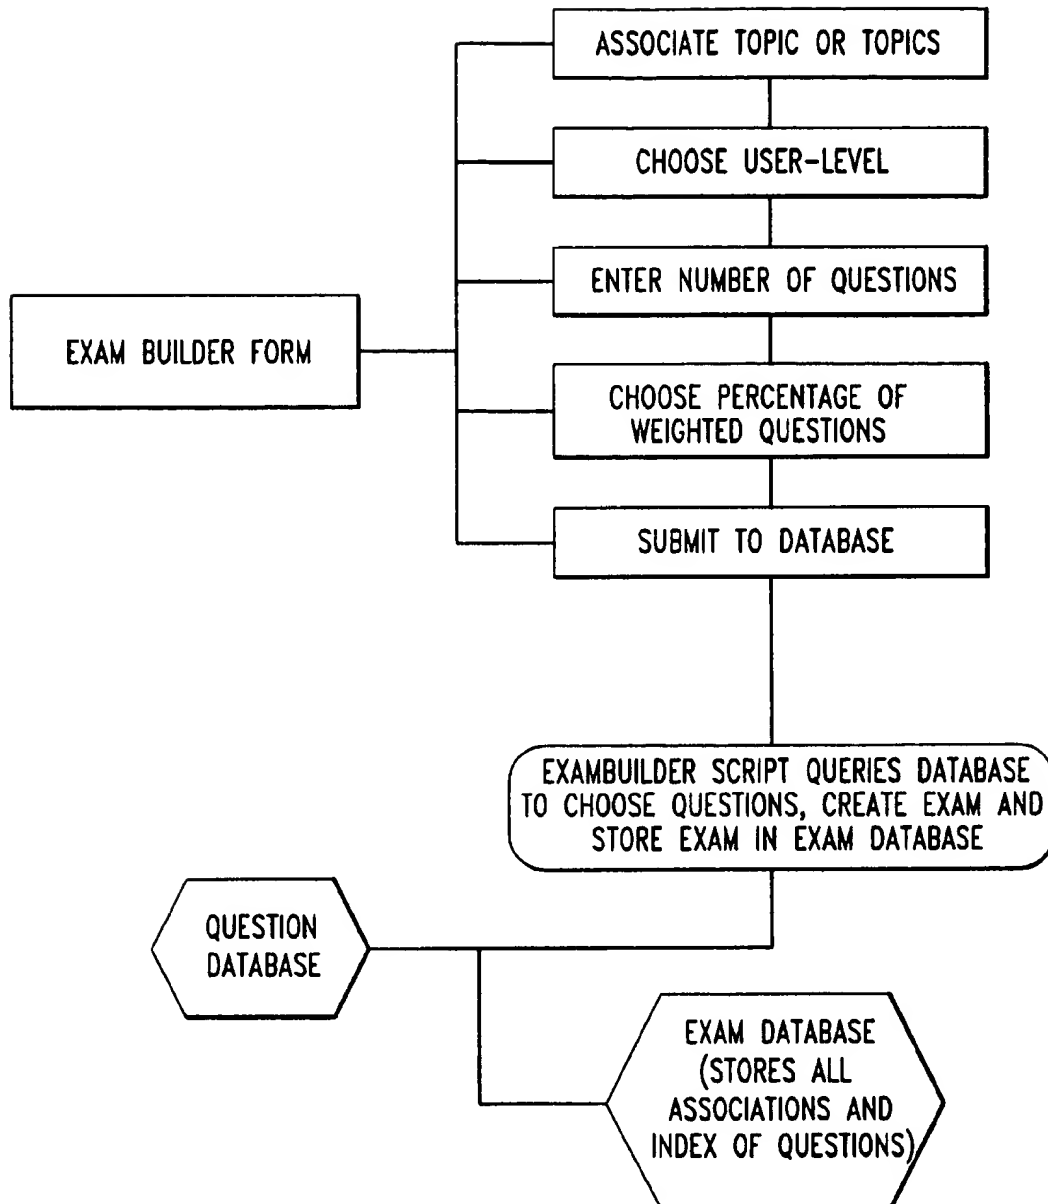 ASSOCIATE TOPIC OR TOPICS
CHOOSE USER-LEVEL
ENTER NUMBER OF QUESTIONS
EXAM BUILDER FORM
CHOOSE PERCENTAGE OF
WEIGHTED QUESTIONS
SUBMIT TO DATABASE
EXAMBUILDER SCRIPT QUERIES DATABASE
TO CHOOSE QUESTIONS, CREATE EXAM AND
STORE EXAM IN EXAM DATABASE
QUESTION
DATABASE
EXAM DATABASE
(STORES ALL
ASSOCIATIONS AND
INDEX OF QUESTIONS)